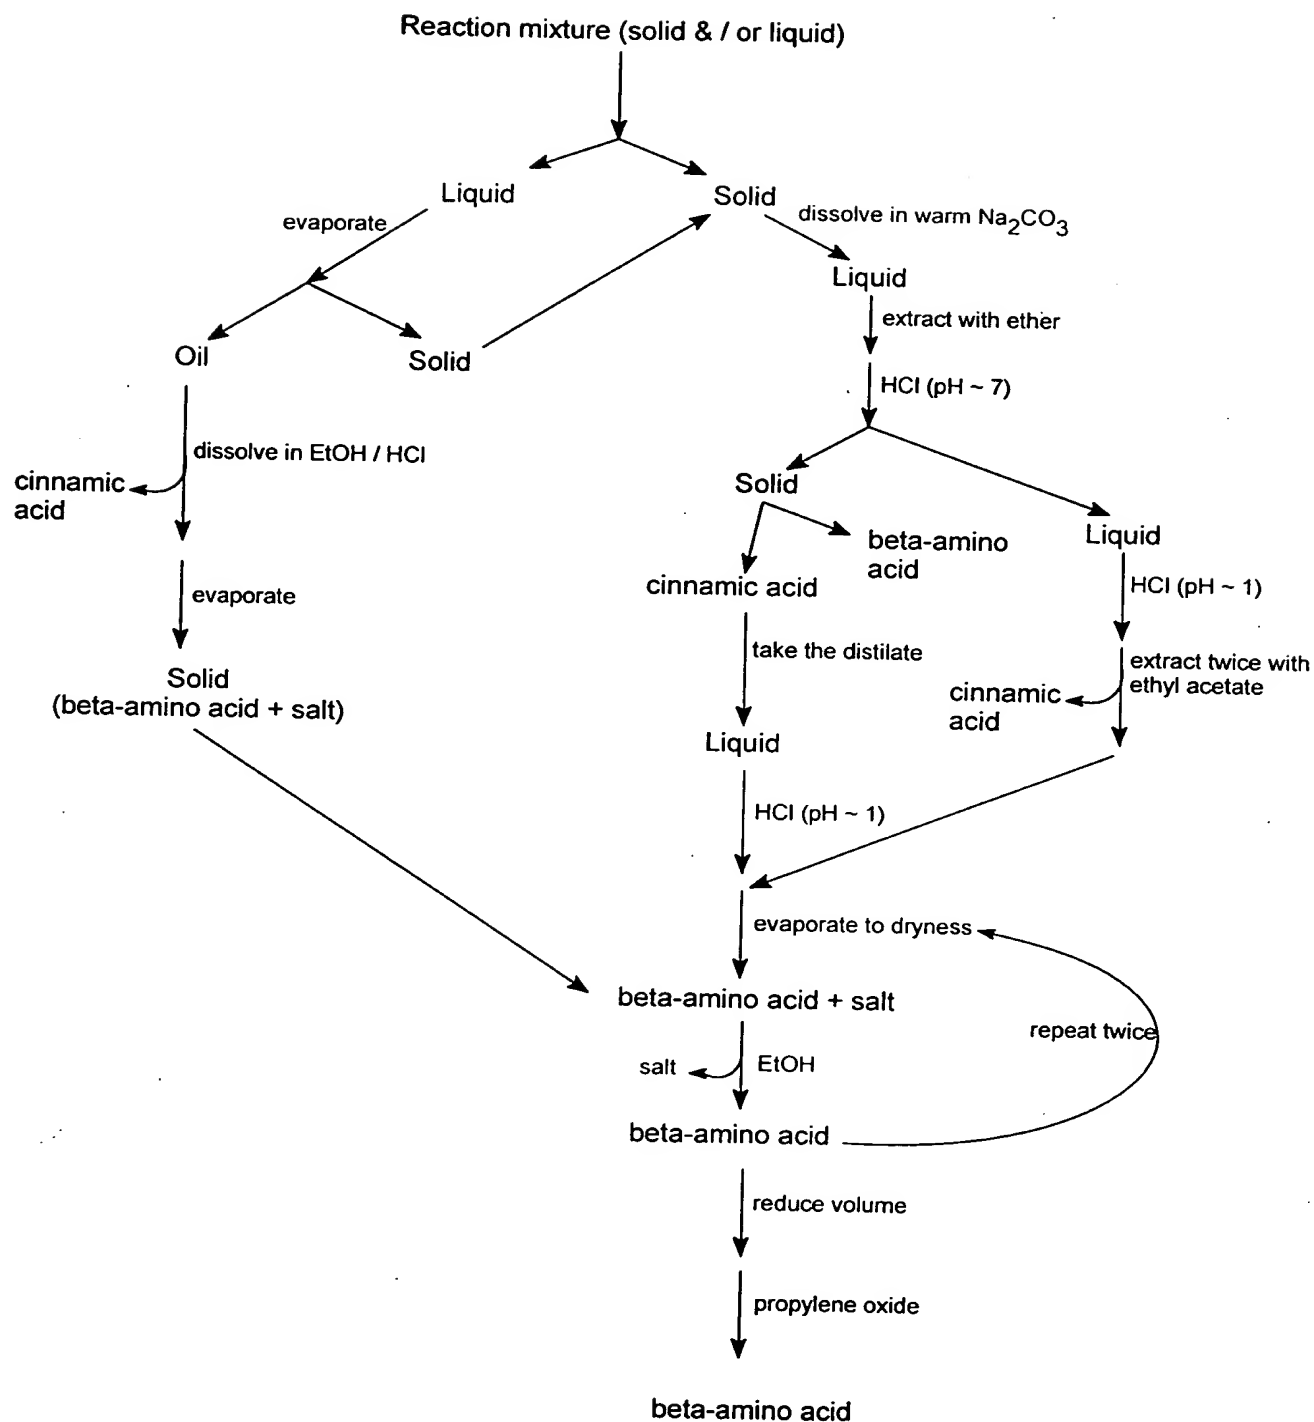 Reaction mixture (solid & / or liquid)
Liquid
Solid
evaporate
dissolve in warm Na2CO3
Liquid
extract with ether
Oil
Solid
HCl (pH ~ 7)
dissolve in EtOH / HCl
cinnamic
acid
Solid
beta-amino
acid
Liquid
cinnamic acid
HCl (pH ~ 1)
evaporate
take the distilate
extract twice with
ethyl acetate
Solid
(beta-amino acid + salt)
cinnamic
acid
Liquid
HCl (pH ~ 1)
evaporate to dryness
beta-amino acid + salt
repeat twice
salt
EtOH
beta-amino acid
reduce volume
propylene oxide
beta-amino acid